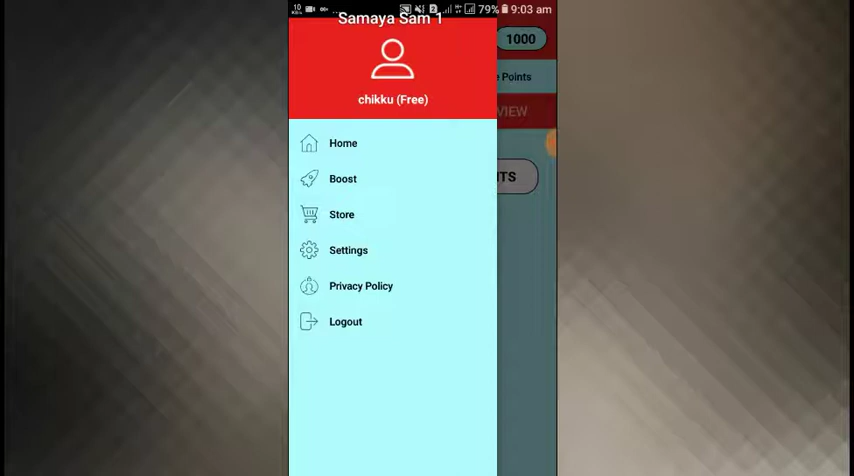 79% 9:03 am
Samaya Sam 1
1000
chikku (Free)
e Points
VIEW
Home
Boost
NTS
Store
Settings
Privacy Policy
Logout